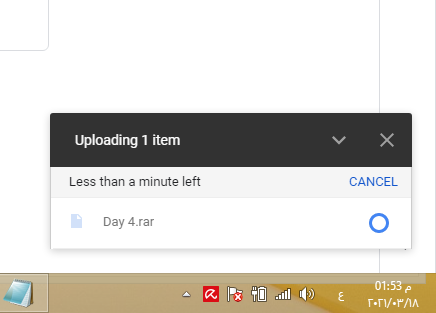 Uploading 1 item
Less than a minute left
CANCEL
Day 4.rar
ع
01:53 م
٢٠٢١/٠٣/١٨